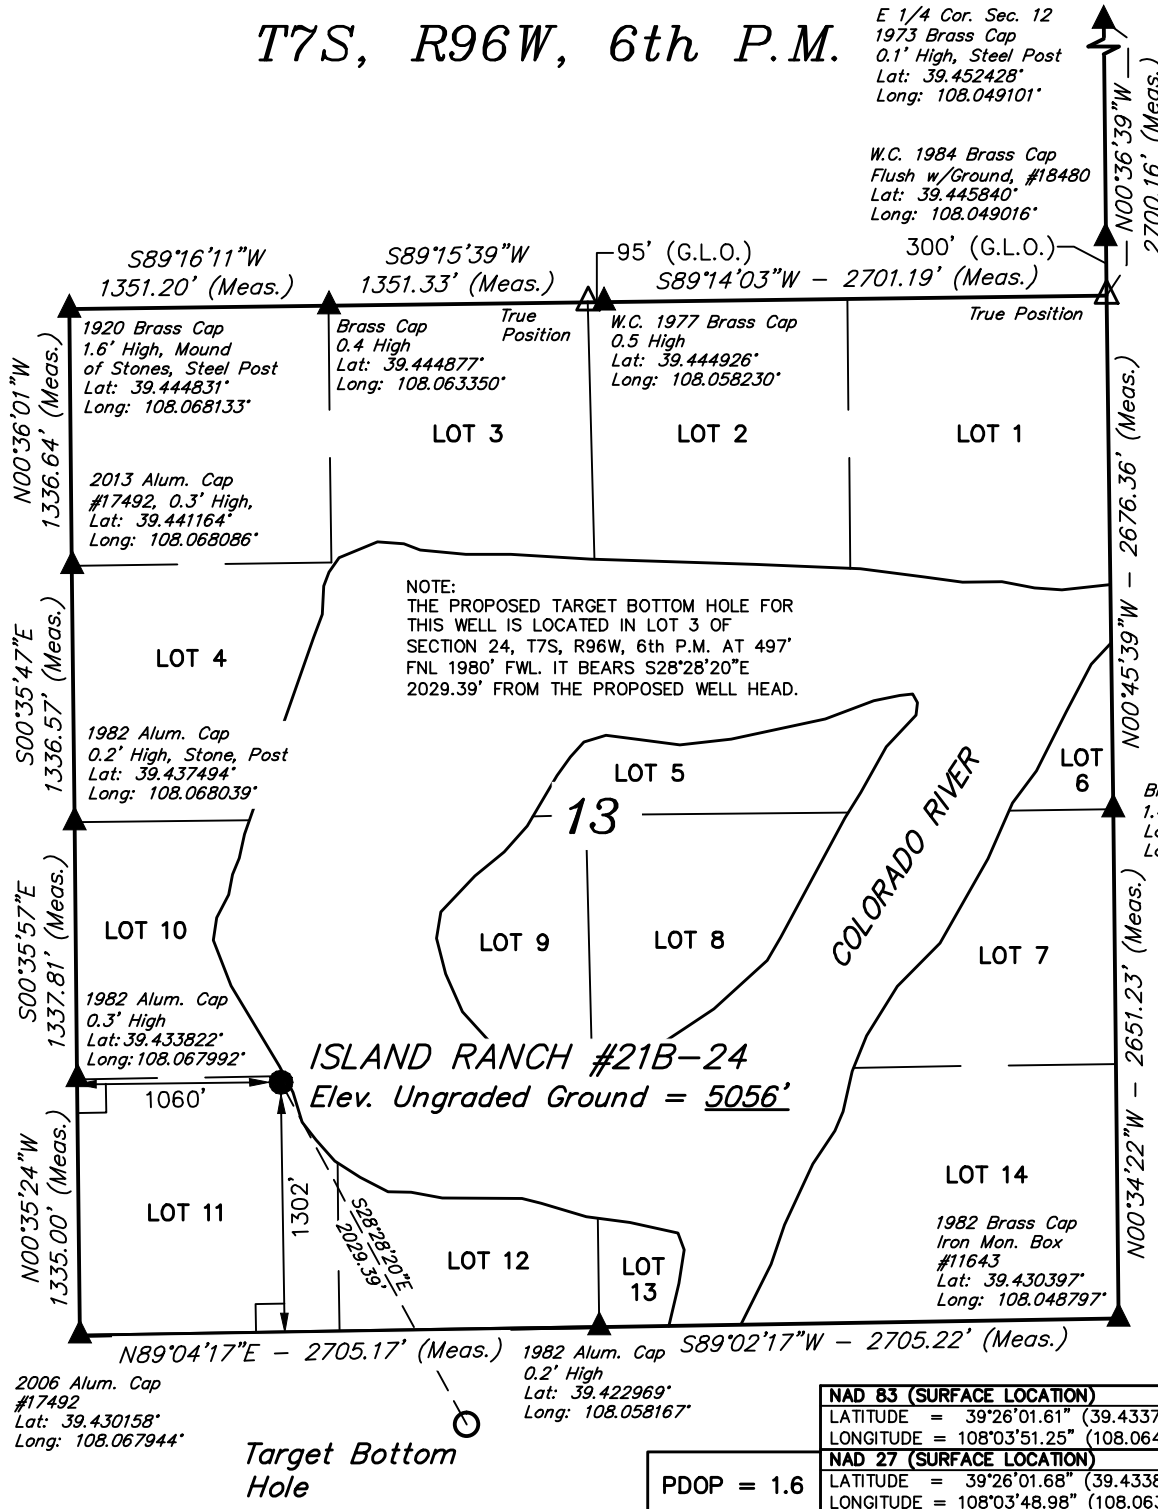 T7S, R96W, 6th P.M.
E 1/4 Cor. Sec. 12
1973 Brass Cap
0.1' High, Steel Post
Lat: 39.452428°
Long: 108.049101°
N00°36'39"W
2700.16' (Meas.)
W.C. 1984 Brass Cap
Flush w/Ground, #18480
Lat: 39.445840°
Long: 108.049016°
S89°16'11"W
1351.20' (Meas.)
S89°15'39"W
1351.33' (Meas.)
95' (G.L.O.)
300' (G.L.O.)
S89°14'03"W - 2701.19' (Meas.)
1920 Brass Cap
1.6' High, Mound
of Stones, Steel Post
Lat: 39.444831°
Long: 108.068133°
Brass Cap
0.4 High
Lat: 39.444877°
Long: 108.063350°
True
Position
W.C. 1977 Brass Cap
0.5 High
Lat: 39.444926°
Long: 108.058230°
True Position
N00°36'01"W
1336.64' (Meas.)
LOT 3
LOT 2
LOT 1
N00°45'39"W - 2676.36' (Meas.)
2013 Alum. Cap
#17492, 0.3' High,
Lat: 39.441164°
Long: 108.068086°
NOTE:
THE PROPOSED TARGET BOTTOM HOLE FOR
THIS WELL IS LOCATED IN LOT 3 OF
SECTION 24, T7S, R96W, 6th P.M. AT 497'
FNL 1980' FWL. IT BEARS S28°28'20"E
2029.39' FROM THE PROPOSED WELL HEAD.
S00°35'47"E
1336.57' (Meas.)
LOT 4
1982 Alum. Cap
0.2' High, Stone, Post
Lat: 39.437494°
Long: 108.068039°
LOT 5
13
LOT
6
COLORADO RIVER
S00°35'57"E
1337.81' (Meas.)
LOT 10
LOT 9
LOT 8
LOT 7
N00°34'22"W - 2651.23' (Meas.)
1982 Alum. Cap
0.3' High
Lat: 39.433822°
Long: 108.067992°
ISLAND RANCH #21B-24
Elev. Ungraded Ground = 5056'
1060'
N00°35'24"W
1335.00' (Meas.)
LOT 11
1302'
S28°28'20"E
2029.39'
LOT 12
LOT
13
LOT 14
1982 Brass Cap
Iron Mon. Box
#11643
Lat: 39.430397°
Long: 108.048797°
N89°04'17"E - 2705.17' (Meas.)
S89°02'17"W - 2705.22' (Meas.)
1982 Alum. Cap
0.2' High
Lat: 39.422969°
Long: 108.058167°
2006 Alum. Cap
#17492
Lat: 39.430158°
Long: 108.067944°
Target Bottom
Hole
PDOP = 1.6
NAD 83 (SURFACE LOCATION)
LATITUDE = 39°26'01.61" (39.4337
LONGITUDE = 108°03'51.25" (108.064
NAD 27 (SURFACE LOCATION)
LATITUDE = 39°26'01.68" (39.4338
LONGITUDE = 108°03'48.98" (108.063